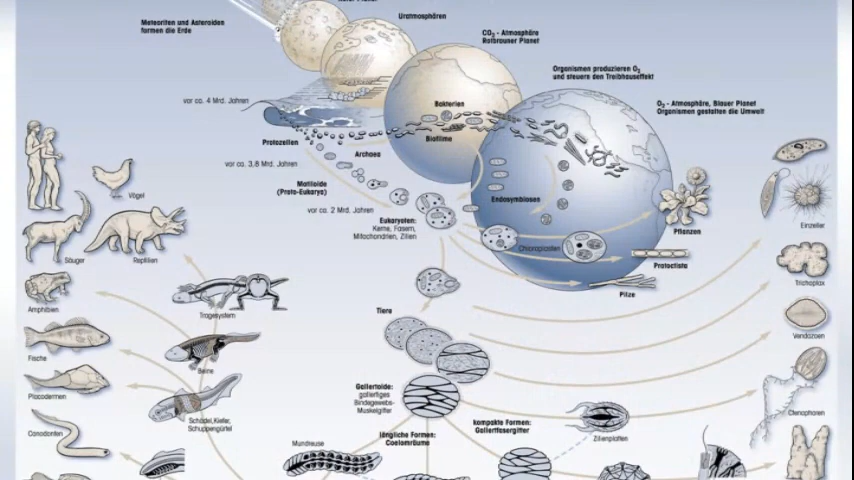 Meteoriten und Asteroiden
formen die Erde
Uratmosphären
CO₂ - Atmosphäre
Rotbrauner Planet
Organismen produzieren O₂
und steuern den Treibhauseffekt
O₂ - Atmosphäre, Blauer Planet
Organismen gestalten die Umwelt
vor ca. 4 Mrd. Jahren
Bakterien
Biofilme
Protozellen
Archaea
vor ca. 3,8 Mrd. Jahren
Motiloide
(Proto-Eukarya)
vor ca. 2 Mrd. Jahren
Eukaryoten:
Kerne, Fasern,
Mitochondrien, Zilien
Endosymbiosen
Chloroplasten
Pflanzen
Protoctista
Pilze
Einzeller
Trichoplax
Vendozoen
Ctenophoren
Vögel
Säuger
Reptilien
Amphibien
Fische
Placodermen
Conodonten
Tragesystem
Beine
Schädel, Kiefer,
Schuppengürtel
Tiere
Gallertoide:
gallertiges
Bindegewebs-
Muskelgitter
längliche Formen:
Coelomräume
kompakte Formen:
Gallertfasergitter
Zilienplatten
Mundreuse